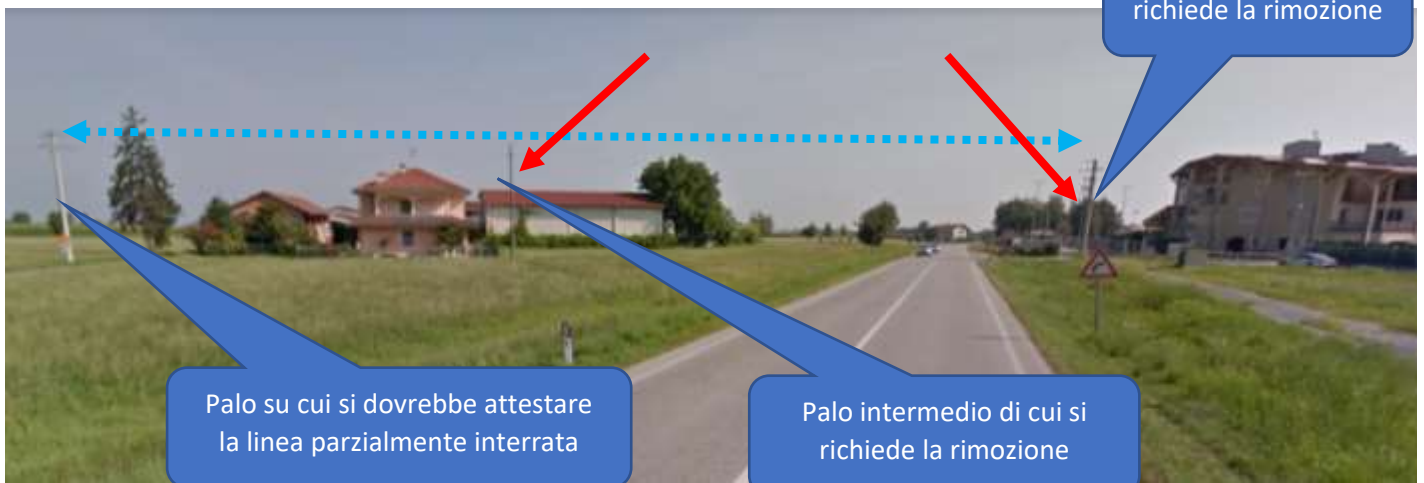 richiede la rimozione
Palo su cui si dovrebbe attestare
la linea parzialmente interrata
Palo intermedio di cui si
richiede la rimozione